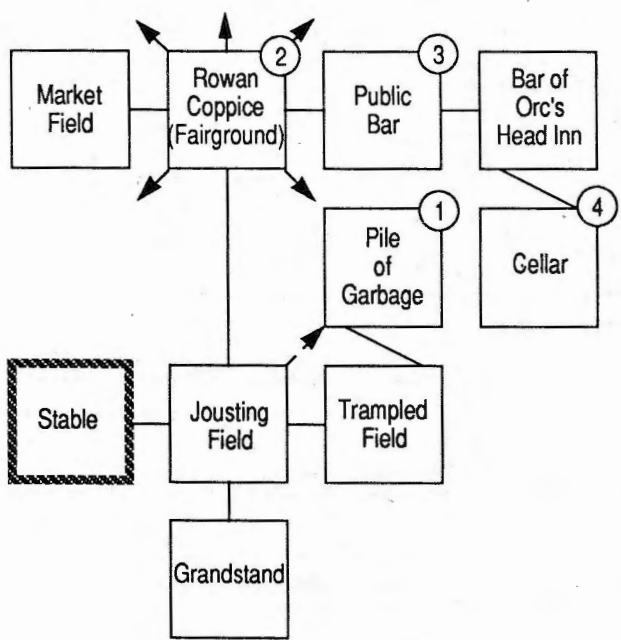 Market
Field
Rowan
Coppice
(Fairground)
2
Public
Bar
3
Bar of
Orc's
Head Inn
Pile
of
Garbage
1
Cellar
4
Stable
Jousting
Field
Trampled
Field
Grandstand